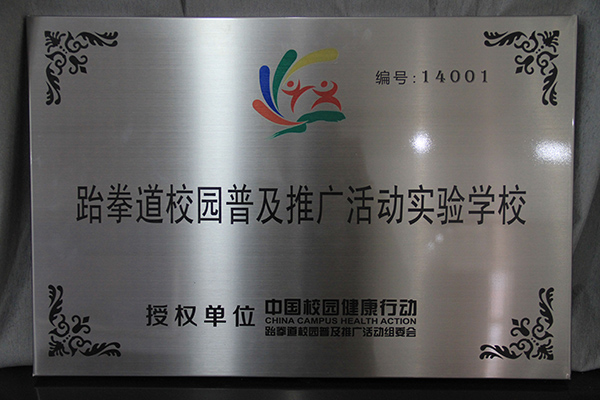 编号:14001
跆拳道校园普及推广活动实验学校
授权单位
中国校园健康行动
CHINA CAMPUS HEALTH ACTION
跆拳道校园普及推广活动组委会